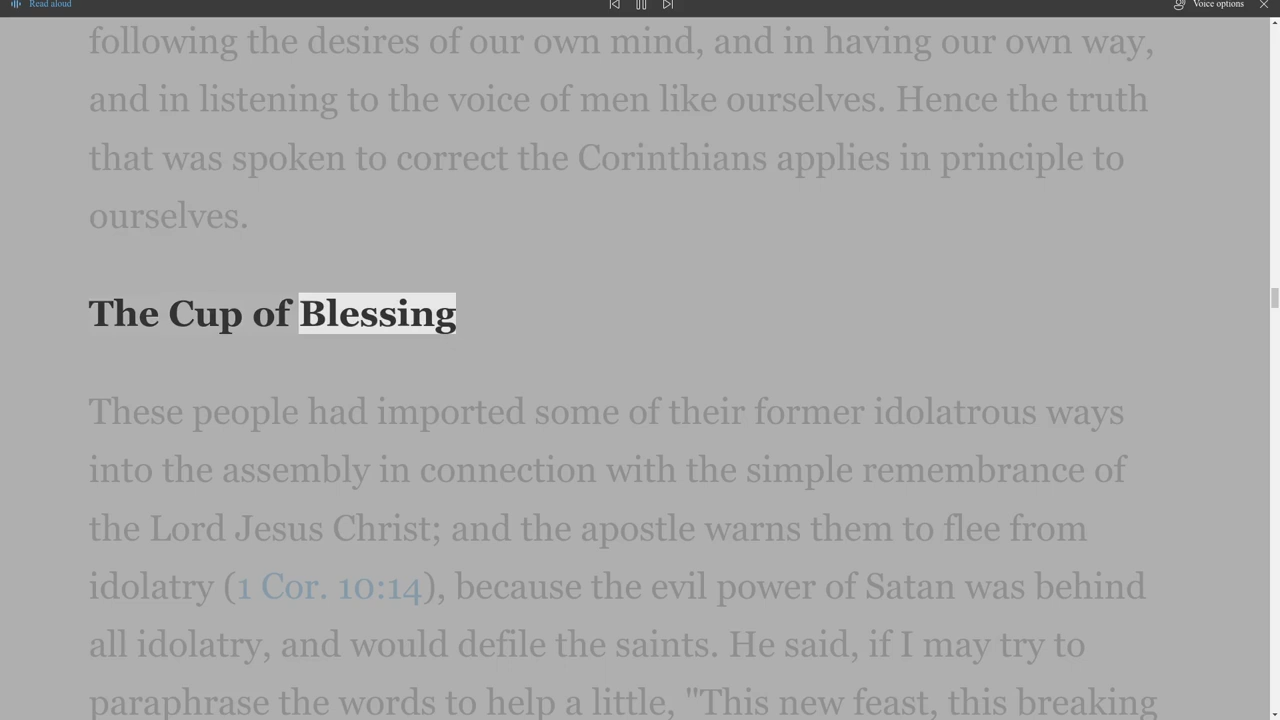 Read aloud
Voice options
following the desires of our own mind, and in having our own way,
and in listening to the voice of men like ourselves. Hence the truth
that was spoken to correct the Corinthians applies in principle to
ourselves.
The Cup of Blessing
These people had imported some of their former idolatrous ways
into the assembly in connection with the simple remembrance of
the Lord Jesus Christ; and the apostle warns them to flee from
idolatry (1 Cor. 10:14), because the evil power of Satan was behind
all idolatry, and would defile the saints. He said, if I may try to
paraphrase the words to help a little, "This new feast, this breaking